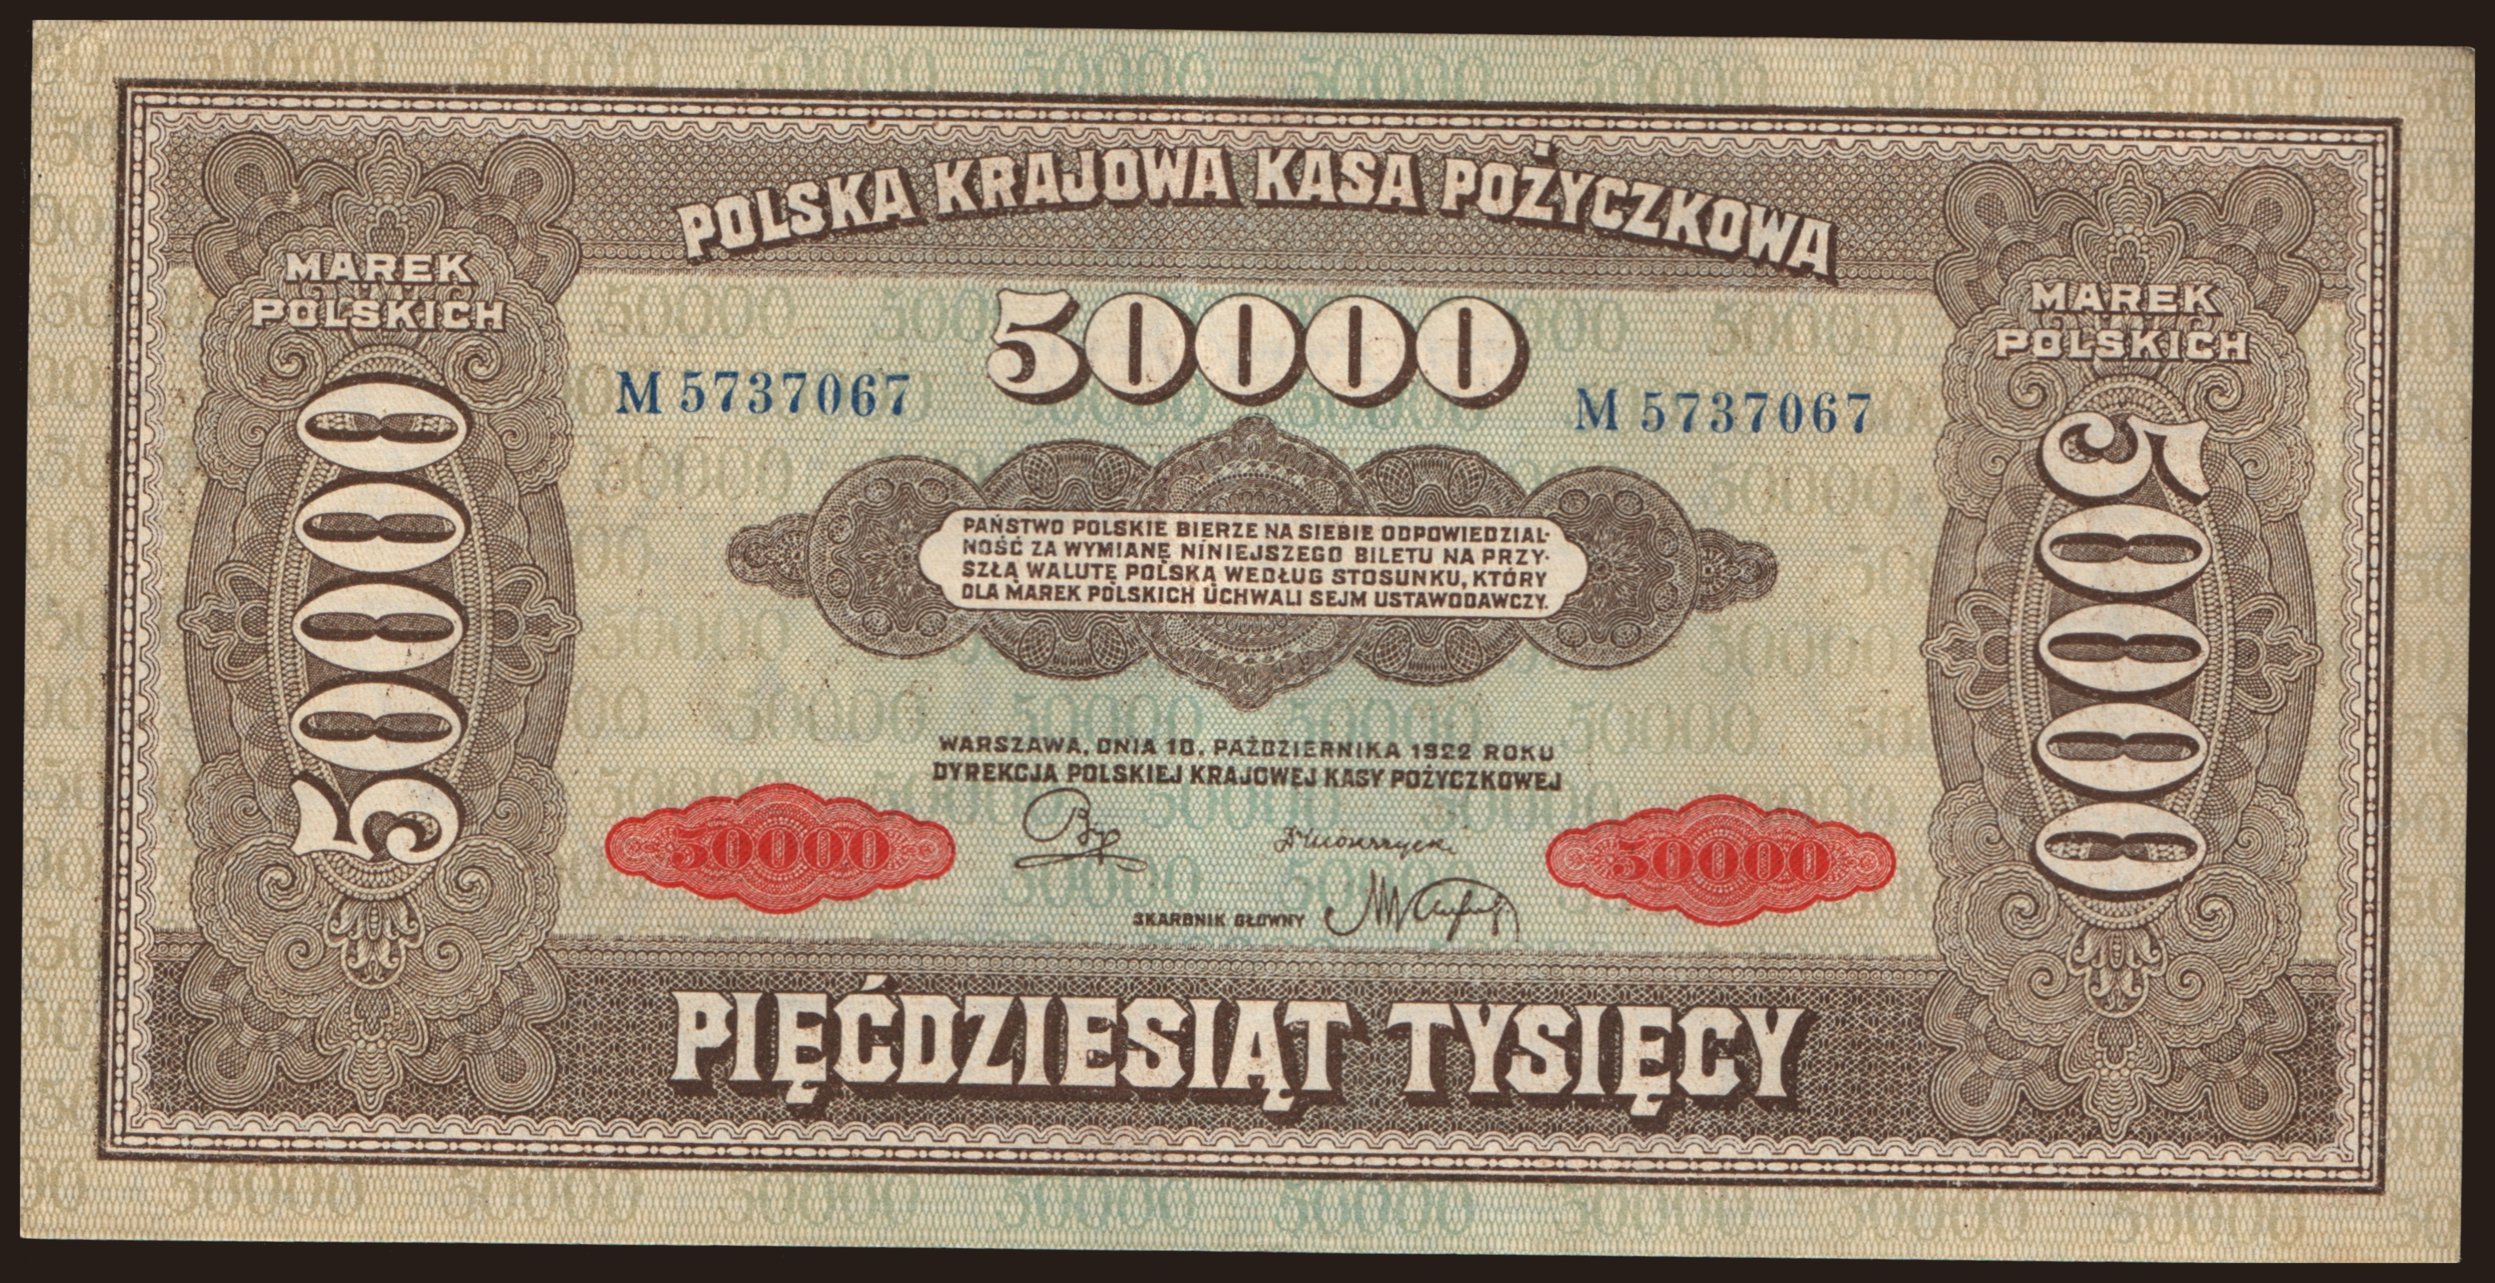 POLSKA KRAJOWA KASA POŻYCZKOWA
MAREK
POLSKICH
50000
MAREK
POLSKICH
50000
M 5737067
M 5737067
50000
PAŃSTWO POLSKIE BIERZE NA SIEBIE ODPOWIEDZIAL-
NOŚĆ ZA WYMIANĘ NINIEJSZEGO BILETU NA PRZY-
SZŁĄ WALUTĘ POLSKĄ WEDŁUG STOSUNKU, KTÓRY
DLA MAREK POLSKICH UCHWALI SEJM USTAWODAWCZY.
50000
WARSZAWA, DNIA 10. PAŹDZIERNIKA 1922 ROKU
DYREKCJA POLSKIEJ KRAJOWEJ KASY POŻYCZKOWEJ
50000
50000
SKARBNIK GŁÓWNY
PIĘĆDZIESIĄT TYSIĘCY